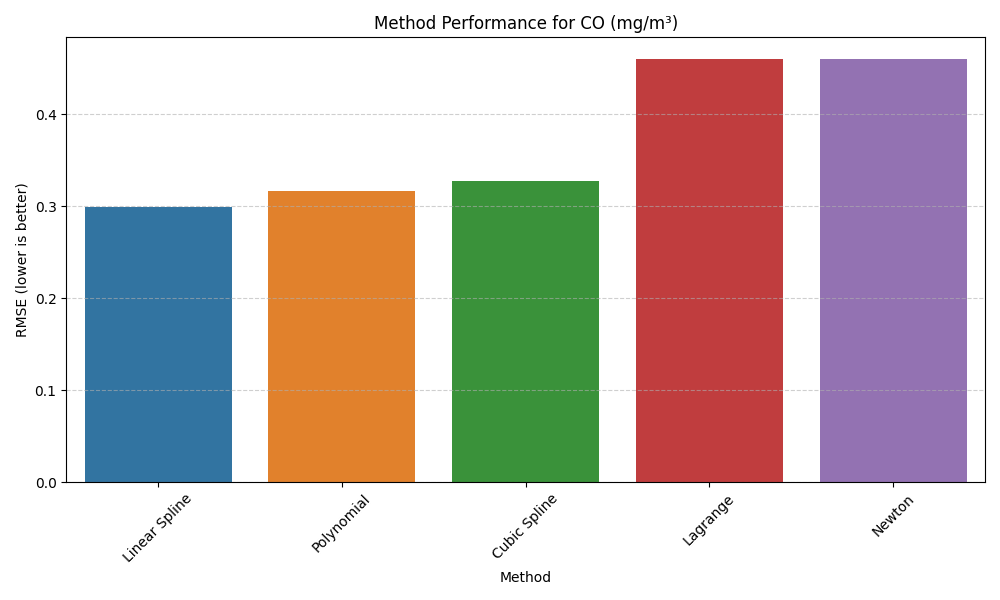 Method Performance for CO (mg/m³)
RMSE (lower is better)
0.4
0.3
0.2
0.1
0.0
Linear Spline
Polynomial
Cubic Spline
Lagrange
Newton
Method